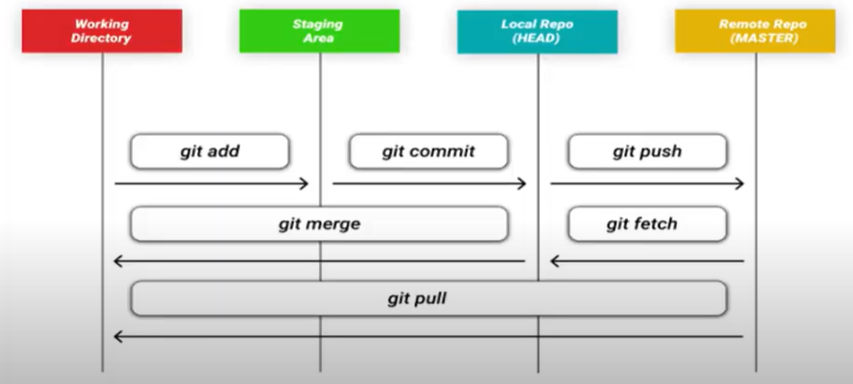 Working
Directory
Staging
Area
Local Repo
(HEAD)
Remote Repo
(MASTER)
git add
git commit
git push
git merge
git fetch
git pull